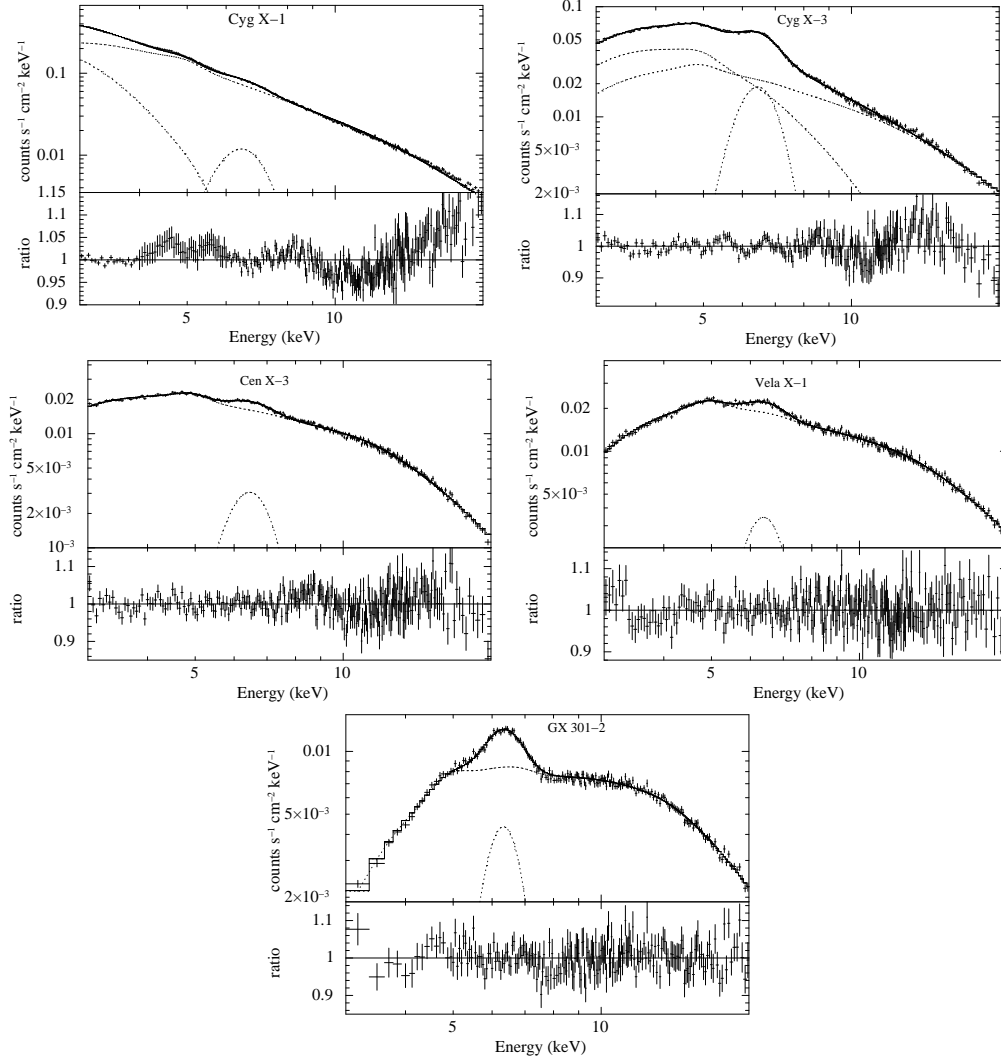 Cyg X−1
counts s⁻¹ cm⁻² keV⁻¹
0.1
0.01
1.15
1.1
1.05
1
0.95
0.9
ratio
5
10
Energy (keV)
Cyg X−3
counts s⁻¹ cm⁻² keV⁻¹
0.1
0.05
0.02
0.01
5×10⁻³
2×10⁻³
1.1
1
0.9
ratio
5
10
Energy (keV)
Cen X−3
counts s⁻¹ cm⁻² keV⁻¹
0.02
0.01
5×10⁻³
2×10⁻³
10⁻³
1.1
1
0.9
ratio
5
10
Energy (keV)
Vela X−1
counts s⁻¹ cm⁻² keV⁻¹
0.02
0.01
5×10⁻³
1.1
1
0.9
ratio
5
10
Energy (keV)
GX 301−2
counts s⁻¹ cm⁻² keV⁻¹
0.01
5×10⁻³
2×10⁻³
1.1
1
0.9
ratio
5
10
Energy (keV)